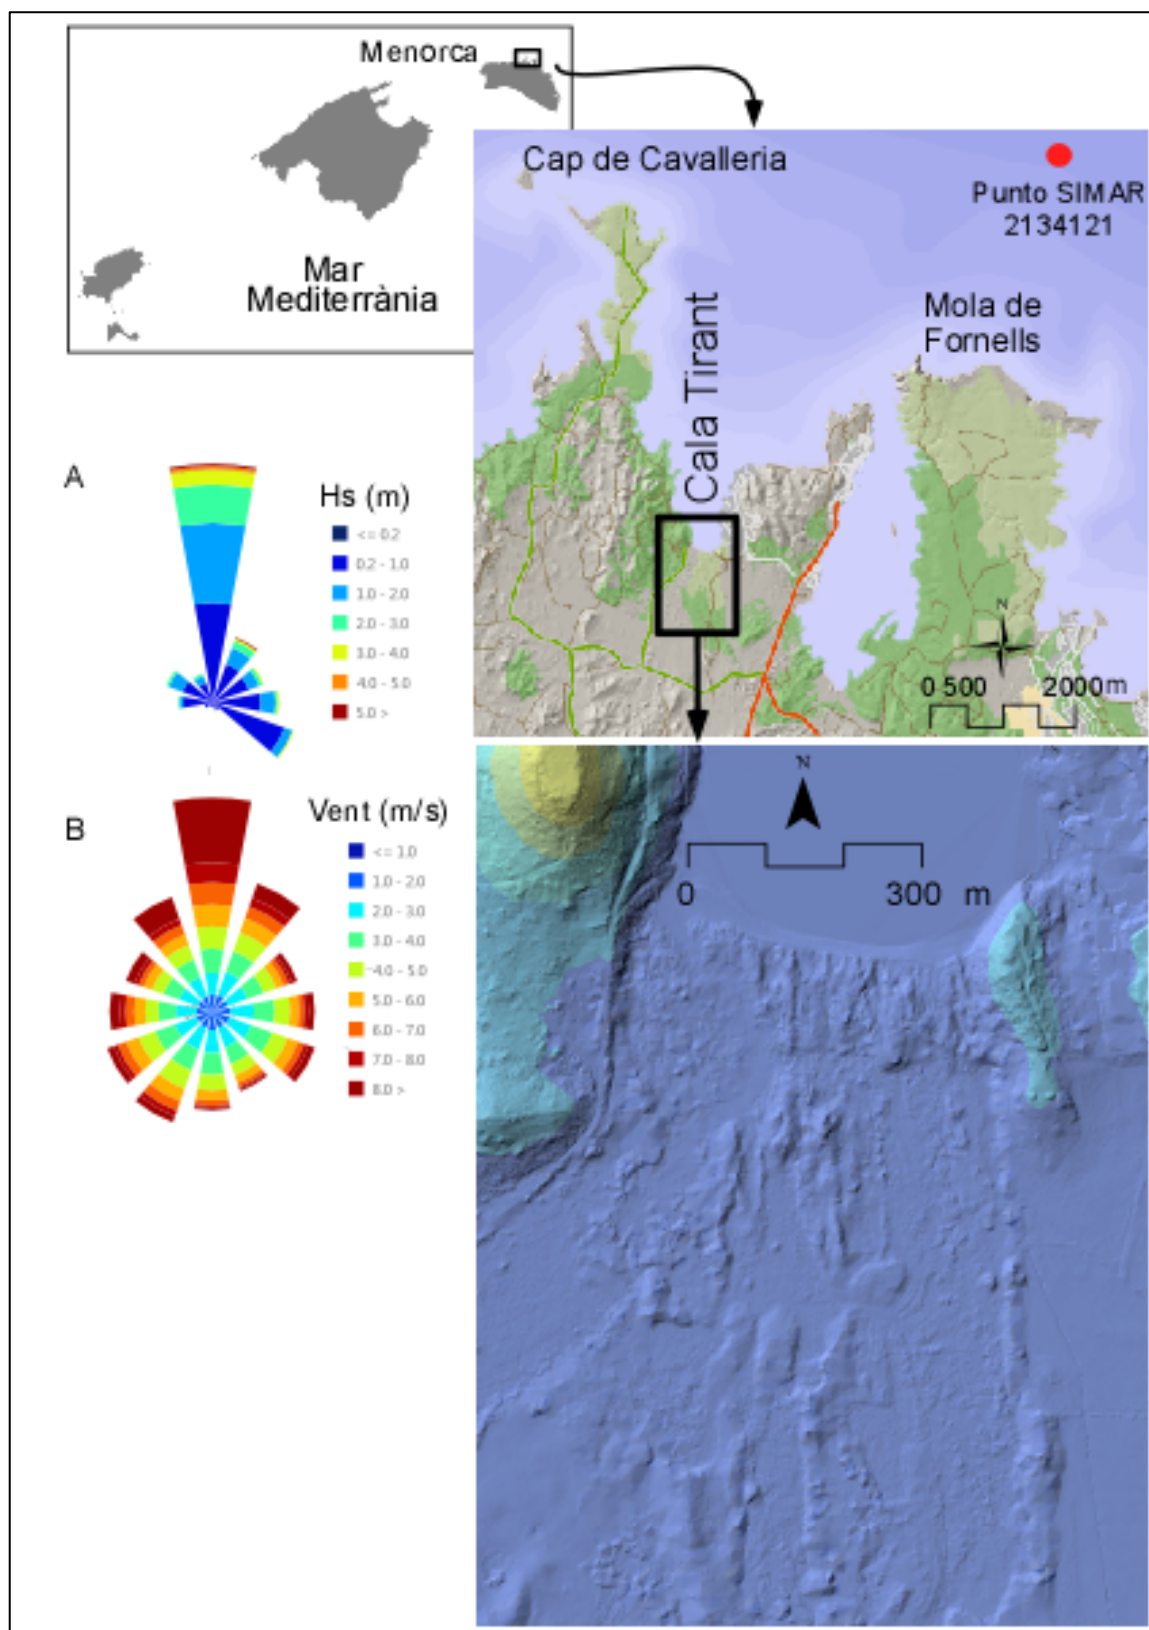 Menorca
Mar
Mediterrània
Cap de Cavalleria
Punto SIMAR
2134121
Cala Tirant
Mola de
Fornells
N
0 500 2000m
A
Hs (m)
<= 0.2
0.2 - 1.0
1.0 - 2.0
2.0 - 3.0
3.0 - 4.0
4.0 - 5.0
5.0 >
B
Vent (m/s)
<= 1.0
1.0 - 2.0
2.0 - 3.0
3.0 - 4.0
4.0 - 5.0
5.0 - 6.0
6.0 - 7.0
7.0 - 8.0
8.0 >
N
0 300 m